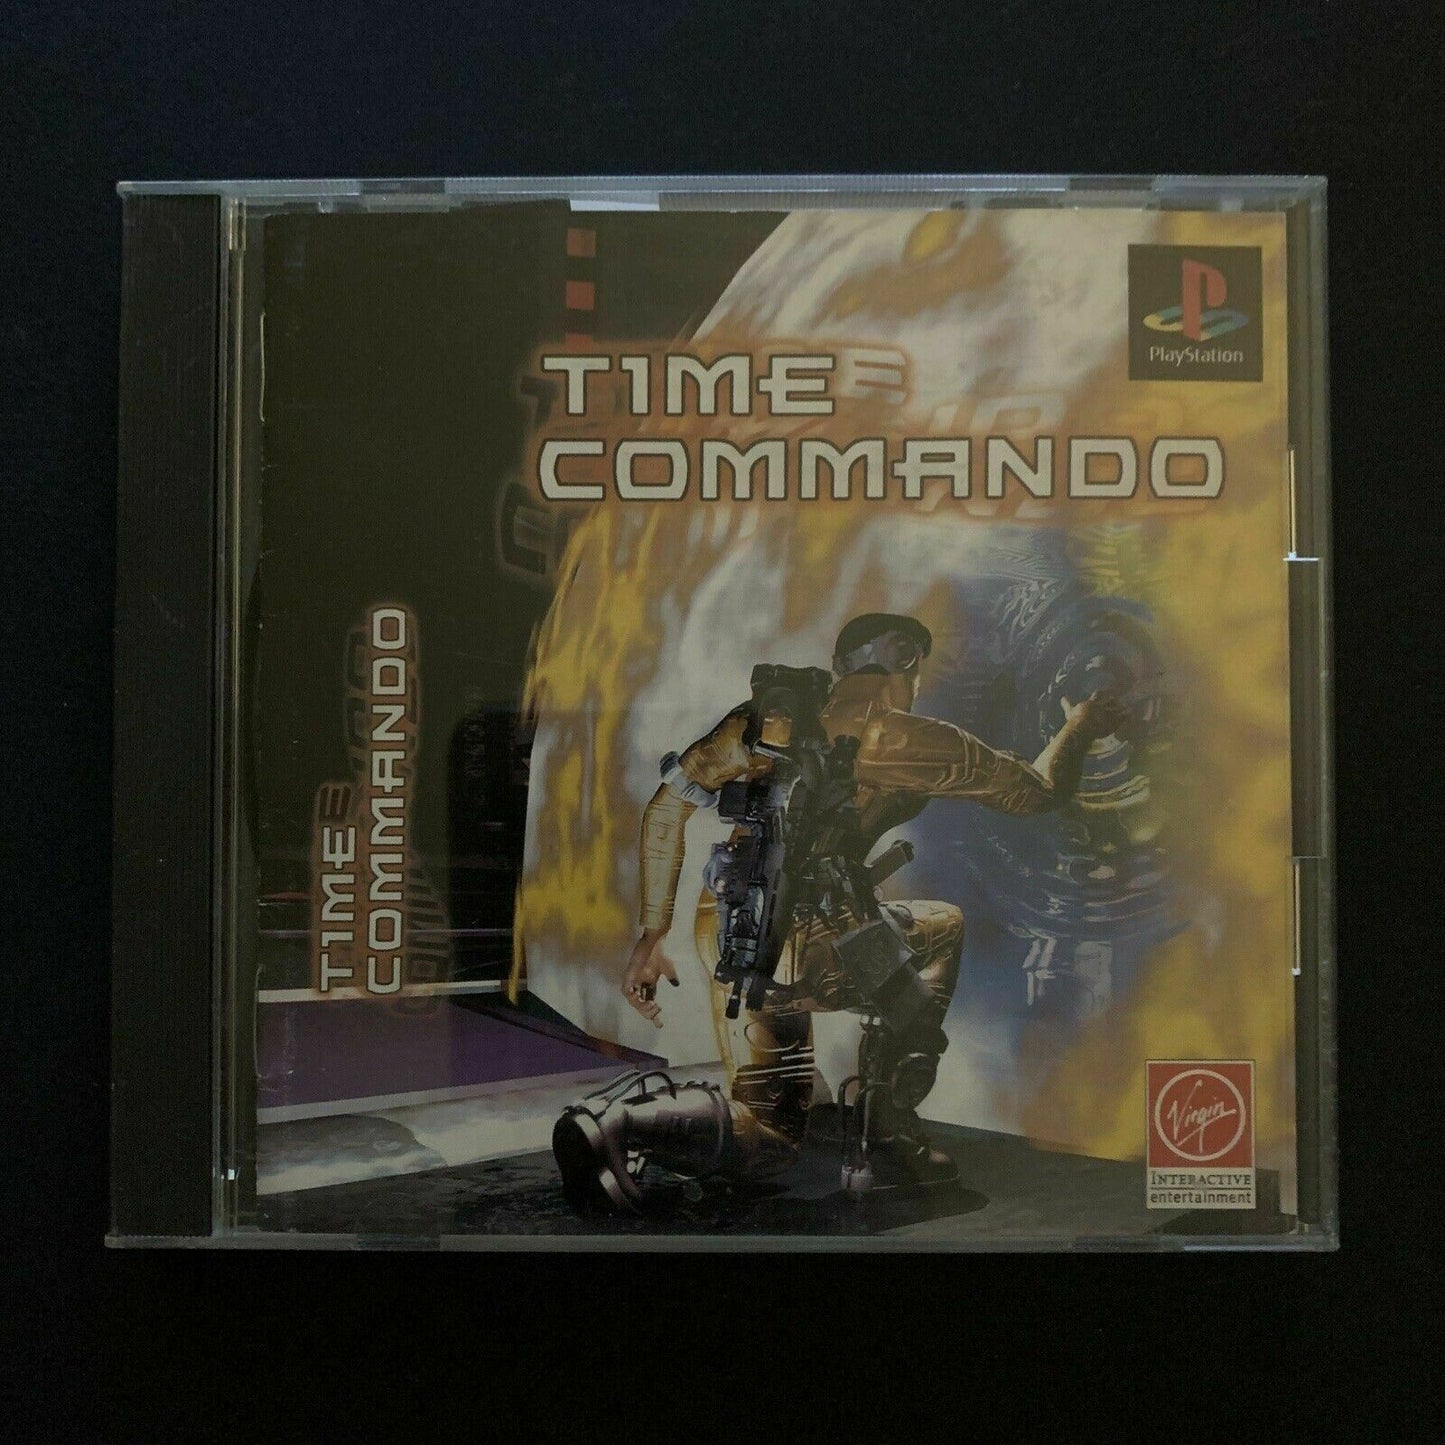 TIME
COMMANDO
PlayStation
TIME
COMMANDO
Virgin
INTERACTIVE
entertainment